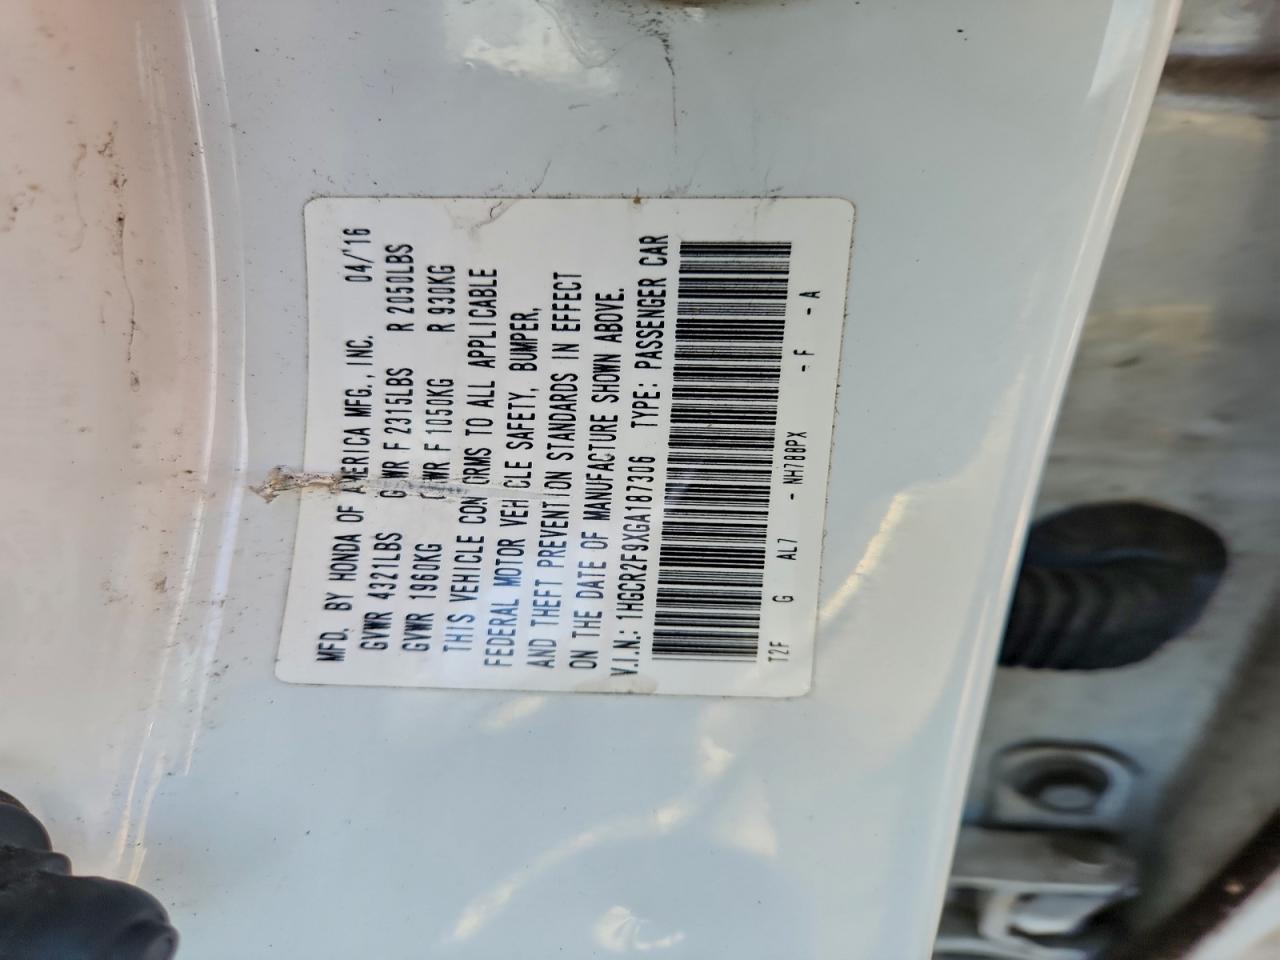 MFD. BY HONDA OF AMERICA MFG., INC. 04/'16
GVWR 4321LBS GAWR F 2315LBS R 2050LBS
GVWR 1960KG GAWR F 1050KG R 930KG
THIS VEHICLE CONFORMS TO ALL APPLICABLE
FEDERAL MOTOR VEHICLE SAFETY, BUMPER,
AND THEFT PREVENTION STANDARDS IN EFFECT
ON THE DATE OF MANUFACTURE SHOWN ABOVE.
V.I.N.: 1HGCR2F9XGA187306 TYPE: PASSENGER CAR
T2F G AL7 - NH788PX - F - A